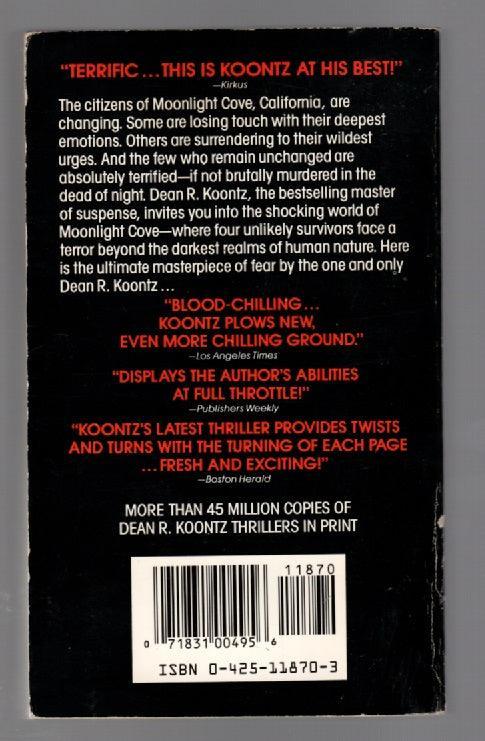 "TERRIFIC...THIS IS KOONTZ AT HIS BEST!"
—Kirkus
The citizens of Moonlight Cove, California, are
changing. Some are losing touch with their deepest
emotions. Others are surrendering to their wildest
urges. And the few who remain unchanged are
absolutely terrified—if not brutally murdered in the
dead of night. Dean R. Koontz, the bestselling master
of suspense, invites you into the shocking world of
Moonlight Cove—where four unlikely survivors face a
terror beyond the darkest realms of human nature. Here
is the ultimate masterpiece of fear by the one and only
Dean R. Koontz...
"BLOOD-CHILLING...
KOONTZ PLOWS NEW,
EVEN MORE CHILLING GROUND."
—Los Angeles Times
"DISPLAYS THE AUTHOR'S ABILITIES
AT FULL THROTTLE!"
—Publishers Weekly
"KOONTZ'S LATEST THRILLER PROVIDES TWISTS
AND TURNS WITH THE TURNING OF EACH PAGE
...FRESH AND EXCITING!"
—Boston Herald
MORE THAN 45 MILLION COPIES OF
DEAN R. KOONTZ THRILLERS IN PRINT
11870
0 71831 00495 6
ISBN 0-425-11870-3